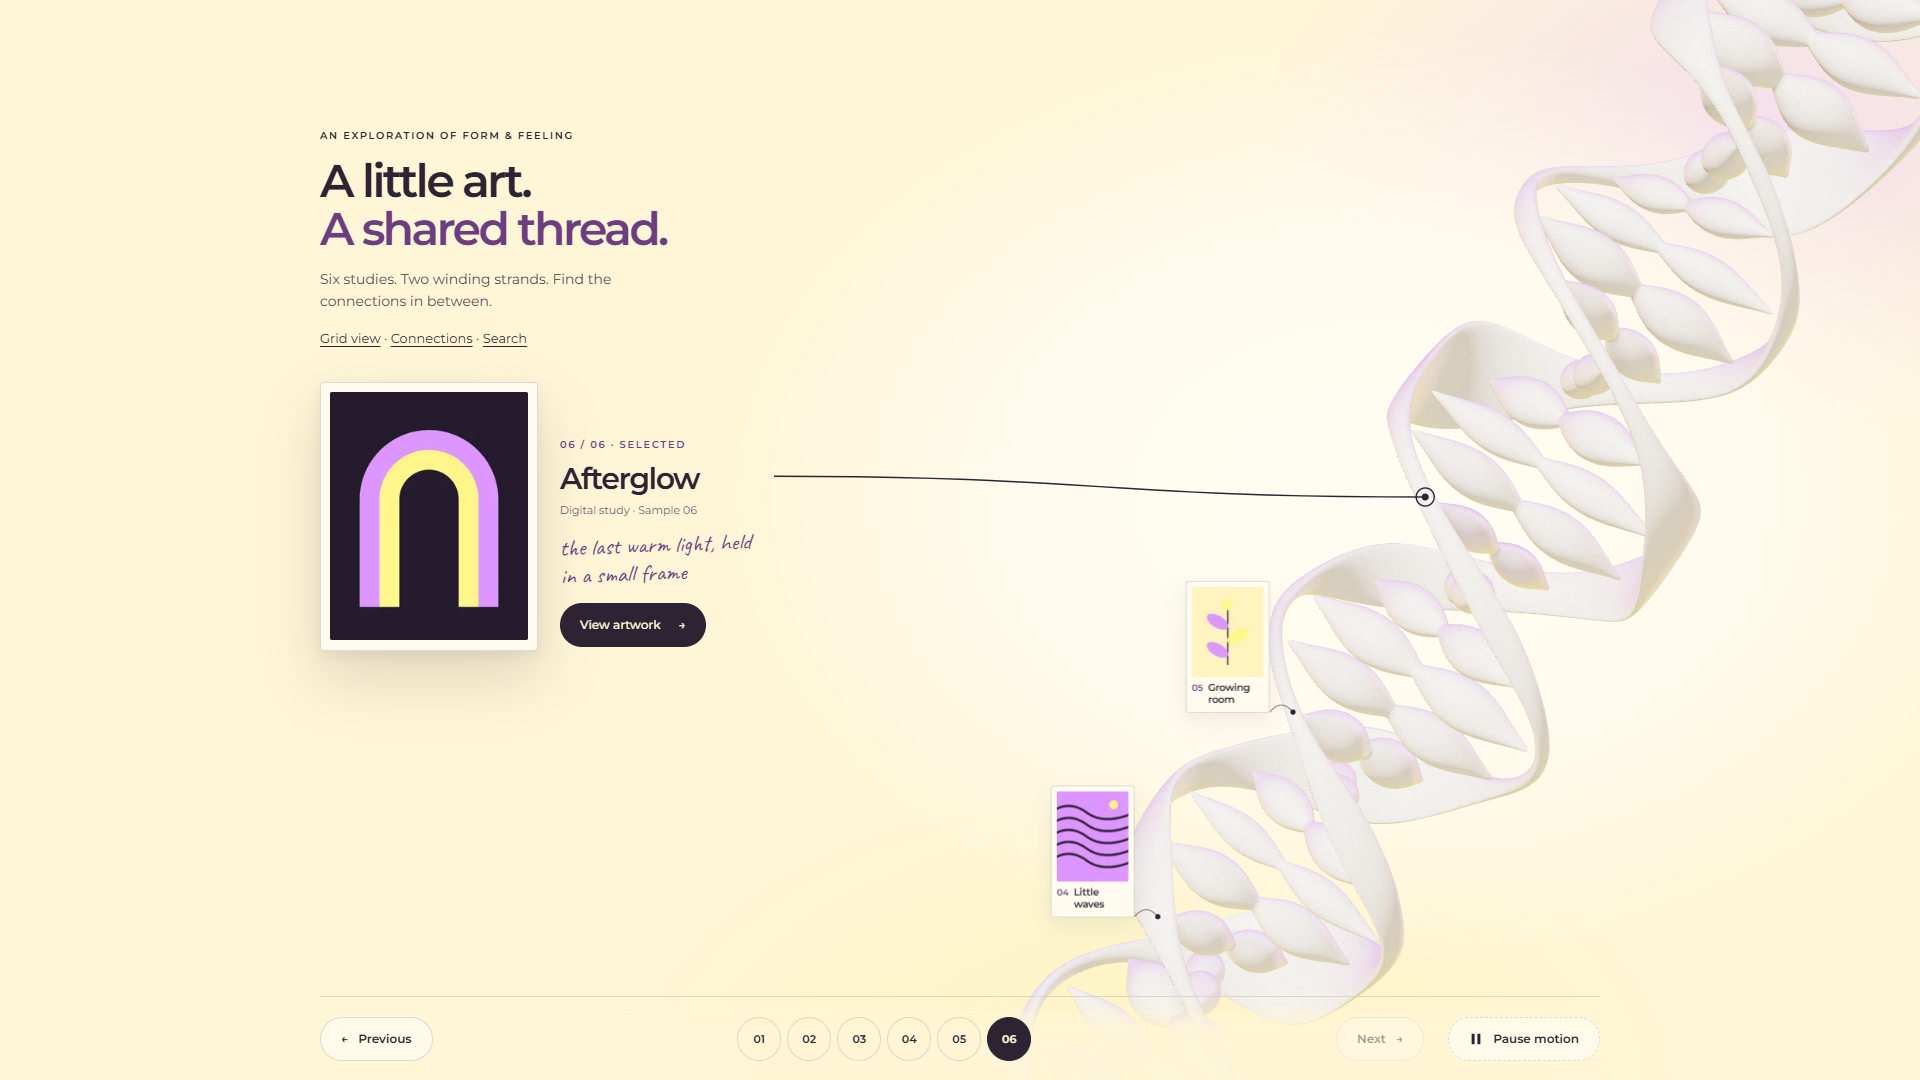 AN EXPLORATION OF FORM & FEELING
A little art.
A shared thread.
Six studies. Two winding strands. Find the
connections in between.
Grid view · Connections · Search
06 / 06 · SELECTED
Afterglow
Digital study · Sample 06
the last warm light, held
in a small frame
View artwork →
05 Growing
room
04 Little
waves
← Previous
01 02 03 04 05 06
Next →
Pause motion